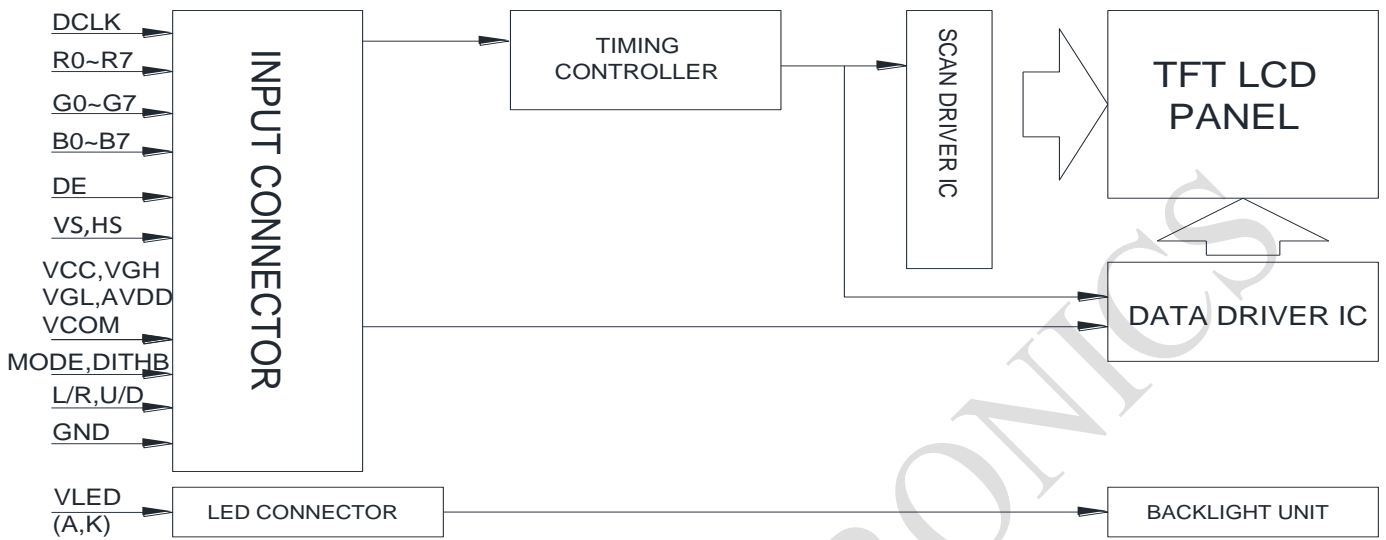 DCLK
R0~R7
G0~G7
B0~B7
DE
VS,HS
VCC,VGH
VGL,AVDD
VCOM
MODE,DITHB
L/R,U/D
GND
VLED
(A,K)
INPUT CONNECTOR
LED CONNECTOR
TIMING
CONTROLLER
SCAN DRIVER IC
TFT LCD
PANEL
DATA DRIVER IC
BACKLIGHT UNIT
RONICS